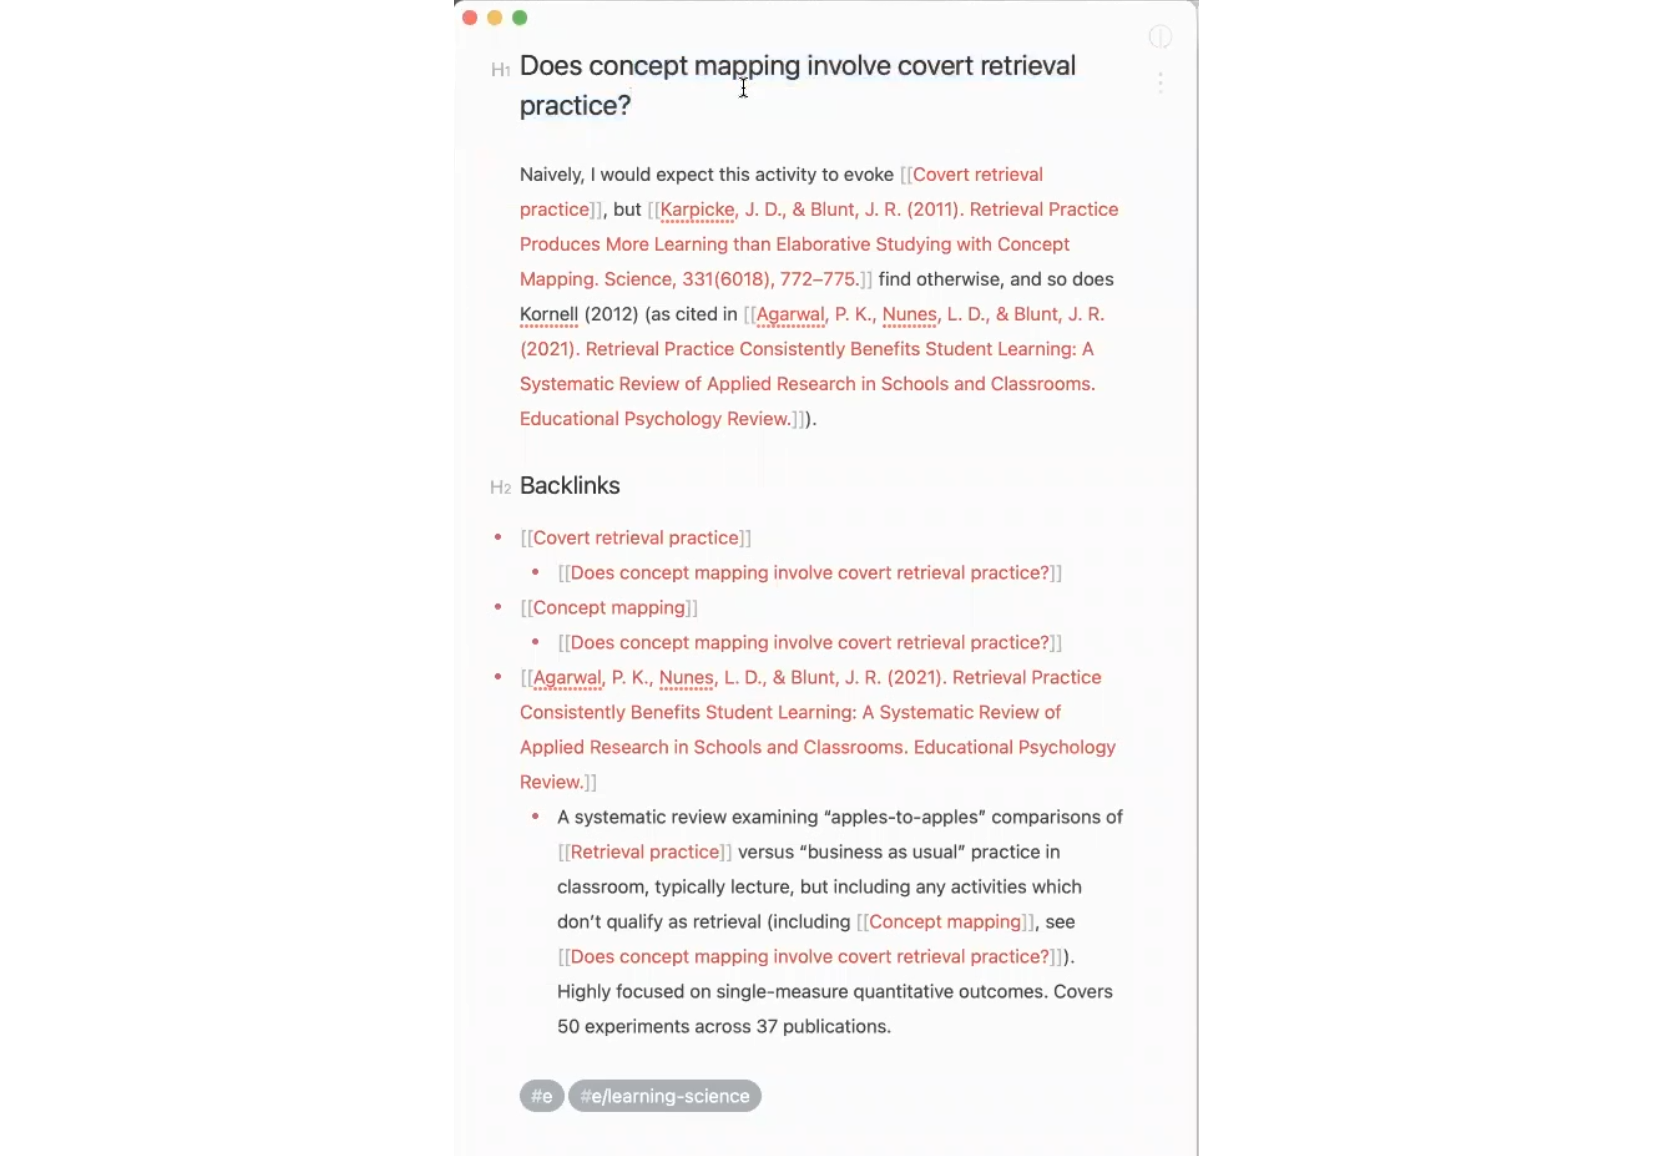 H1 Does concept mapping involve covert retrieval
practice?
Naively, I would expect this activity to evoke [[Covert retrieval
practice]], but [[Karpicke, J. D., & Blunt, J. R. (2011). Retrieval Practice
Produces More Learning than Elaborative Studying with Concept
Mapping. Science, 331(6018), 772–775.]] find otherwise, and so does
Kornell (2012) (as cited in [[Agarwal, P. K., Nunes, L. D., & Blunt, J. R.
(2021). Retrieval Practice Consistently Benefits Student Learning: A
Systematic Review of Applied Research in Schools and Classrooms.
Educational Psychology Review.]]).
H2 Backlinks
• [[Covert retrieval practice]]
• [[Does concept mapping involve covert retrieval practice?]]
• [[Concept mapping]]
• [[Does concept mapping involve covert retrieval practice?]]
• [[Agarwal, P. K., Nunes, L. D., & Blunt, J. R. (2021). Retrieval Practice
Consistently Benefits Student Learning: A Systematic Review of
Applied Research in Schools and Classrooms. Educational Psychology
Review.]]
• A systematic review examining “apples-to-apples” comparisons of
[[Retrieval practice]] versus “business as usual” practice in
classroom, typically lecture, but including any activities which
don’t qualify as retrieval (including [[Concept mapping]], see
[[Does concept mapping involve covert retrieval practice?]]).
Highly focused on single-measure quantitative outcomes. Covers
50 experiments across 37 publications.
#e #e/learning-science